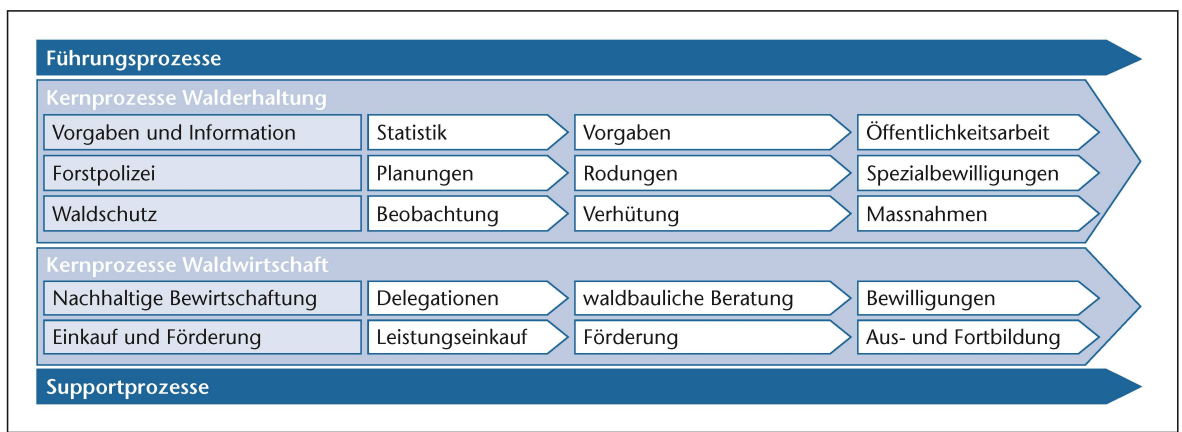 Führungsprozesse
Kernprozesse Walderhaltung
Vorgaben und Information Statistik Vorgaben Öffentlichkeitsarbeit
Forstpolizei Planungen Rodungen Spezialbewilligungen
Waldschutz Beobachtung Verhütung Massnahmen
Kernprozesse Waldwirtschaft
Nachhaltige Bewirtschaftung Delegationen waldbauliche Beratung Bewilligungen
Einkauf und Förderung Leistungseinkauf Förderung Aus- und Fortbildung
Supportprozesse